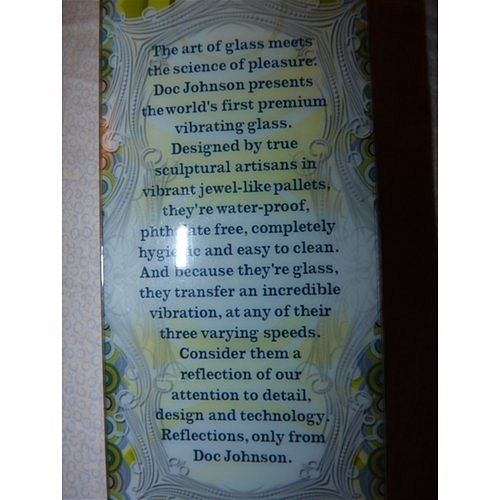 The art of glass meets
the science of pleasure.
Doc Johnson presents
the world's first premium
vibrating glass.
Designed by true
sculptural artisans in
vibrant jewel-like pallets,
they're water-proof,
phthalate free, completely
hygienic and easy to clean.
And because they're glass,
they transfer an incredible
vibration, at any of their
three varying speeds.
Consider them a
reflection of our
attention to detail,
design and technology.
Reflections, only from
Doc Johnson.